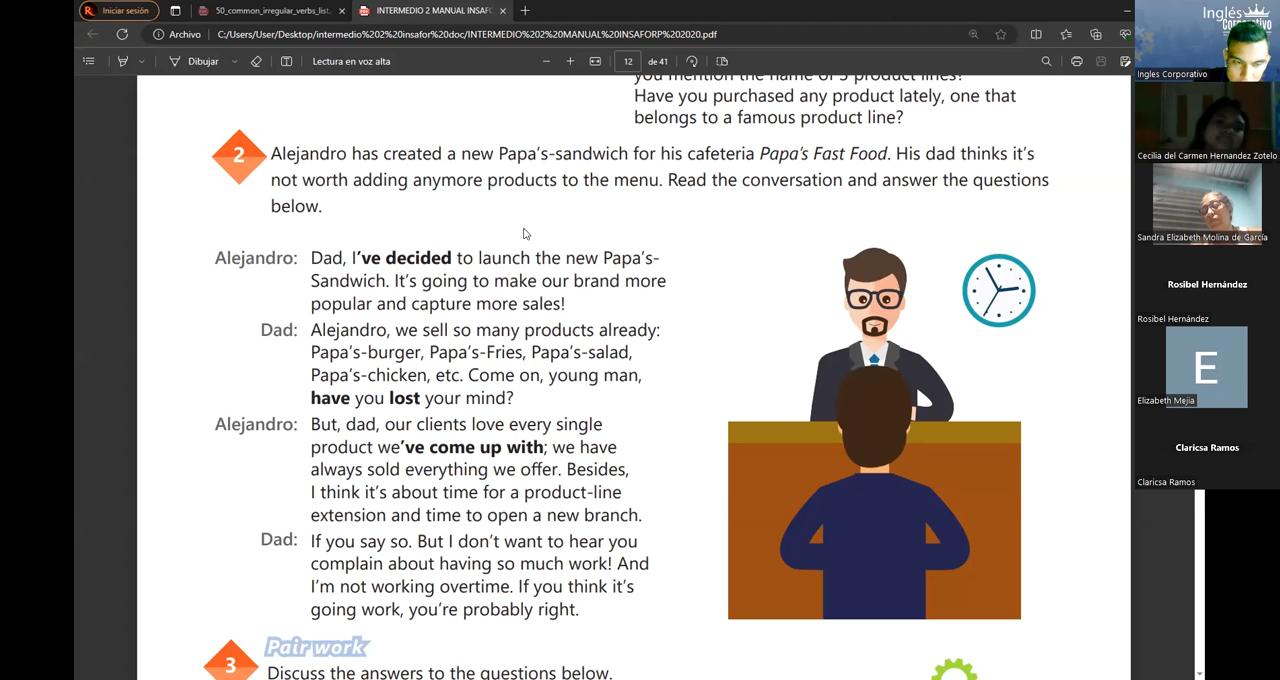 Iniciar sesión
50_common_irregular_verbs_list.
INTERMEDIO 2 MANUAL INSAFO
Archivo
C:/Users/User/Desktop/intermedio%202%20insafor%20doc/INTERMEDIO%202%20MANUAL%20INSAFORP%202020.pdf
Dibujar
Lectura en voz alta
12
de 41
you mention the name of 3 product lines?
Have you purchased any product lately, one that
belongs to a famous product line?
2
Alejandro has created a new Papa's-sandwich for his cafeteria Papa's Fast Food. His dad thinks it's
not worth adding anymore products to the menu. Read the conversation and answer the questions
below.
Alejandro: Dad, I've decided to launch the new Papa's-
Sandwich. It's going to make our brand more
popular and capture more sales!
Dad: Alejandro, we sell so many products already:
Papa's-burger, Papa's-Fries, Papa's-salad,
Papa's-chicken, etc. Come on, young man,
have you lost your mind?
Alejandro: But, dad, our clients love every single
product we've come up with; we have
always sold everything we offer. Besides,
I think it's about time for a product-line
extension and time to open a new branch.
Dad: If you say so. But I don't want to hear you
complain about having so much work! And
I'm not working overtime. If you think it's
going work, you're probably right.
Pair work
3
Discuss the answers to the questions below.
Inglés
Corporativo
Ingles Corporativo
Cecilia del Carmen Hernandez Zotelo
Sandra Elizabeth Molina de García
Rosibel Hernández
Rosibel Hernández
E
Elizabeth Mejia
Claricsa Ramos
Claricsa Ramos